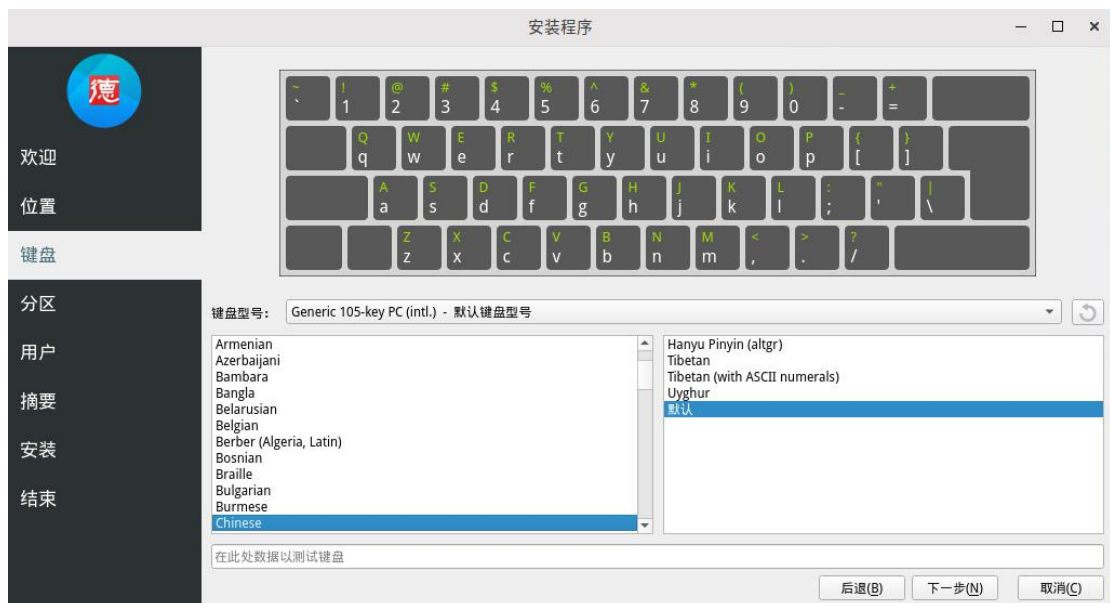 安装程序
德
欢迎
位置
键盘
分区
用户
摘要
安装
结束
~ ! @ # $ % ^ & * ( ) _ +
` 1 2 3 4 5 6 7 8 9 0 - =
Q W E R T Y U I O P { }
q w e r t y u i o p [ ]
A S D F G H J K L : " |
a s d f g h j k l ; ' \
Z X C V B N M < > ?
z x c v b n m , . /
键盘型号： Generic 105-key PC (intl.) - 默认键盘型号
Armenian
Azerbaijani
Bambara
Bangla
Belarusian
Belgian
Berber (Algeria, Latin)
Bosnian
Braille
Bulgarian
Burmese
Chinese
Hanyu Pinyin (altgr)
Tibetan
Tibetan (with ASCII numerals)
Uyghur
默认
在此处数据以测试键盘
后退(B) 下一步(N) 取消(C)